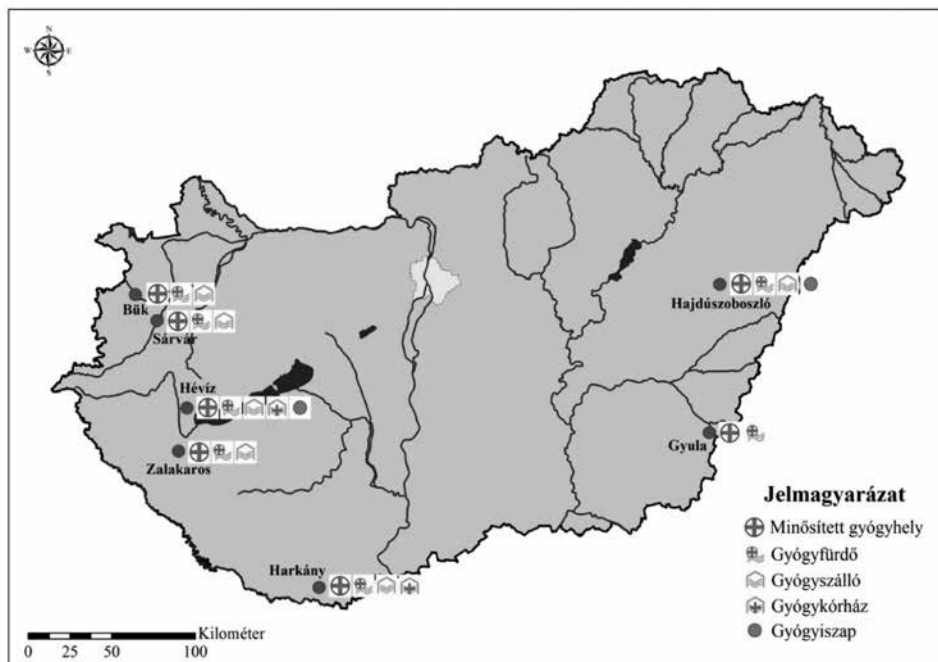 N
W E
S
Bük
Sárvár
Hévíz
Zalakaros
Harkány
Hajdúszoboszló
Gyula
Jelmagyarázat
Minősített gyógyhely
Gyógyfürdő
Gyógyszálló
Gyógykórház
Gyógyiszap
Kilométer
0 25 50 100